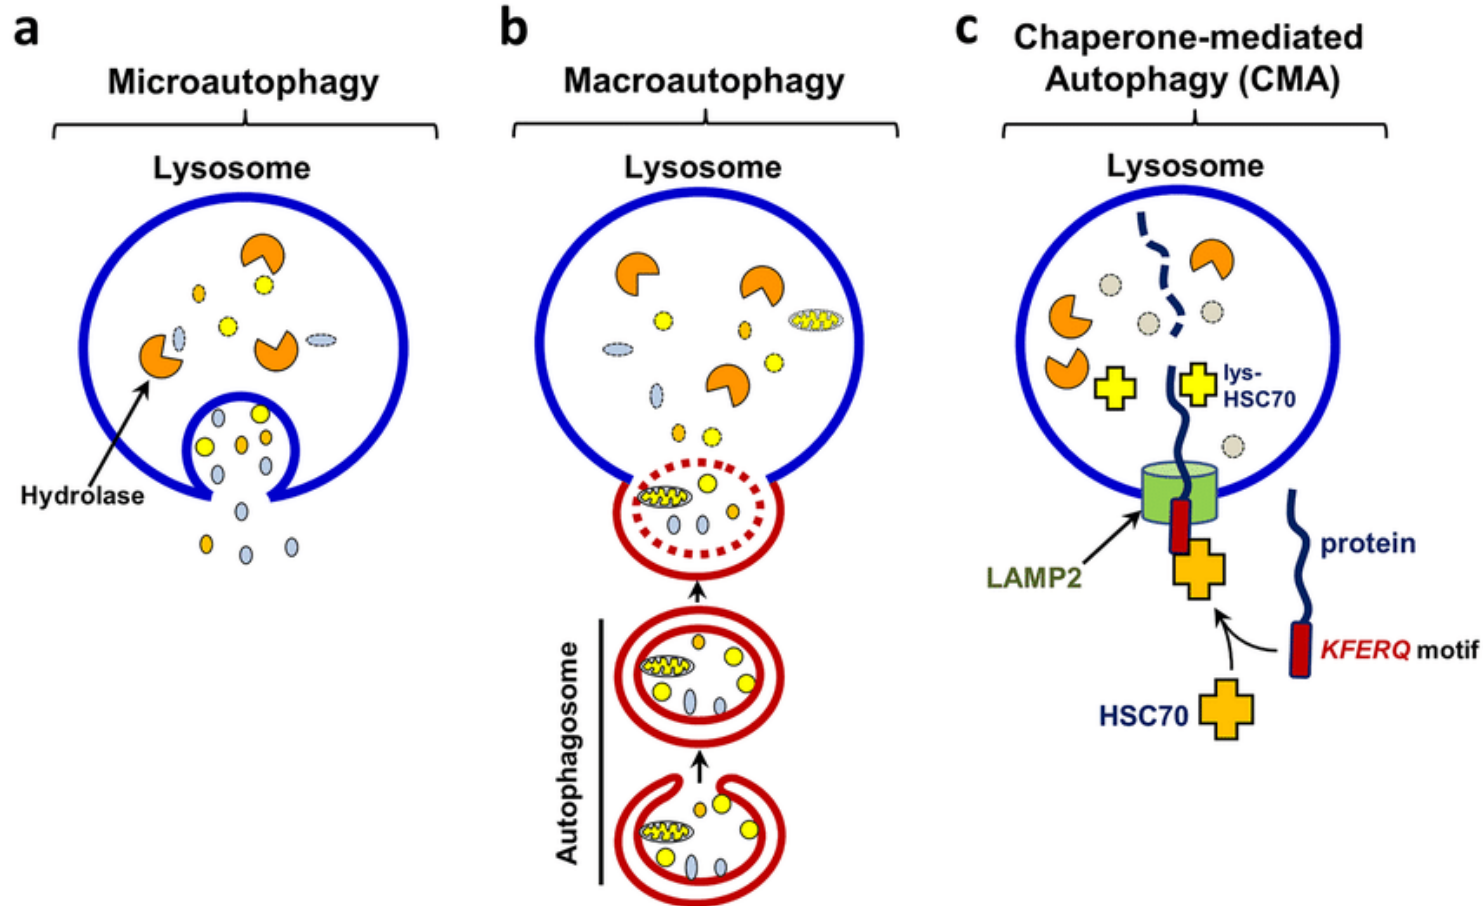 a
Microautophagy
Lysosome
Hydrolase
b
Macroautophagy
Lysosome
Autophagosome
c
Chaperone-mediated
Autophagy (CMA)
Lysosome
lys-
HSC70
LAMP2
protein
KFERQ motif
HSC70